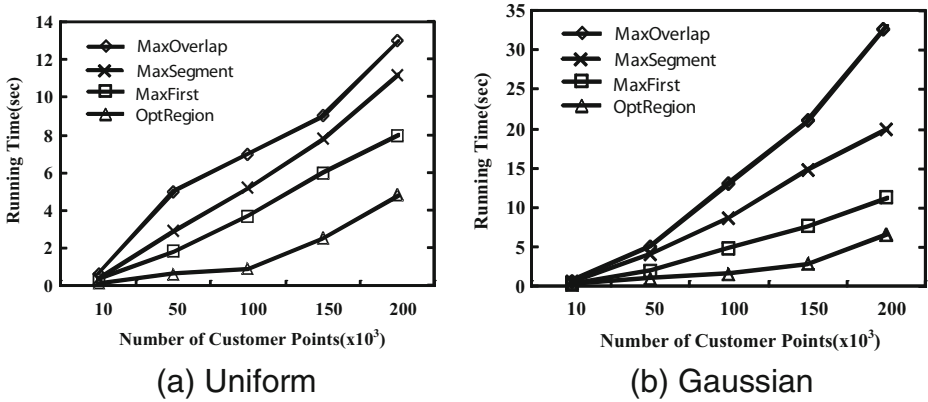 14
12
10
8
6
4
2
0
Running Time(sec)
MaxOverlap
MaxSegment
MaxFirst
OptRegion
10 50 100 150 200
Number of Customer Points(x10³)
(a) Uniform
35
30
25
20
15
10
5
0
Running Time(sec)
MaxOverlap
MaxSegment
MaxFirst
OptRegion
10 50 100 150 200
Number of Customer Points(x10³)
(b) Gaussian